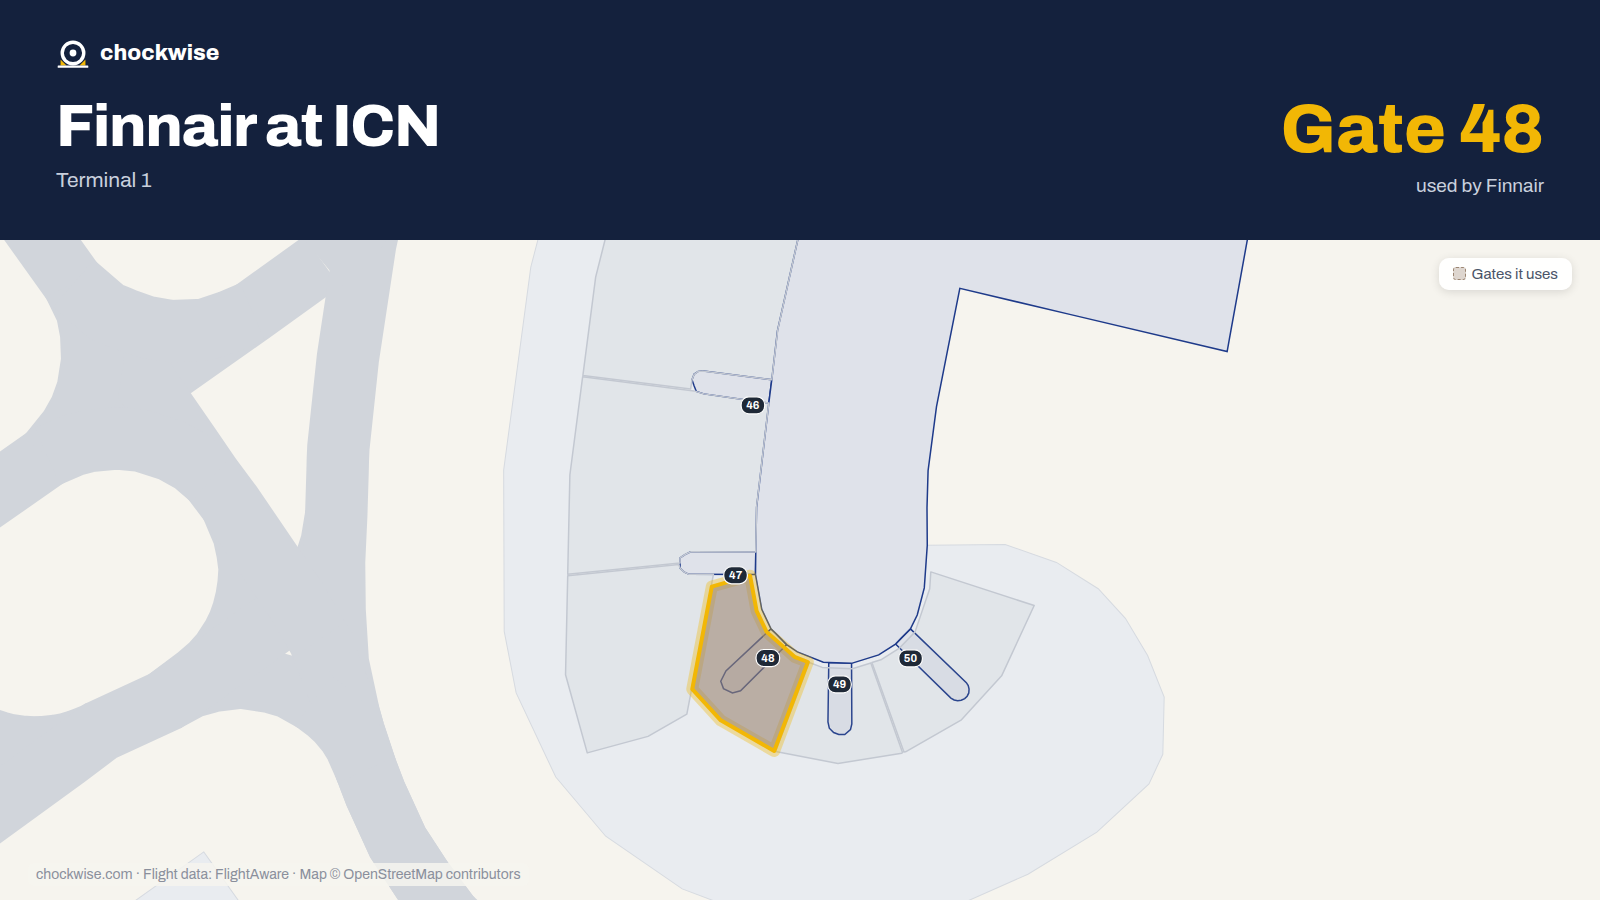 chockwise
Finnair at ICN
Terminal 1
Gate 48
used by Finnair
Gates it uses
46
47
48
49
50
chockwise.com · Flight data: FlightAware · Map © OpenStreetMap contributors